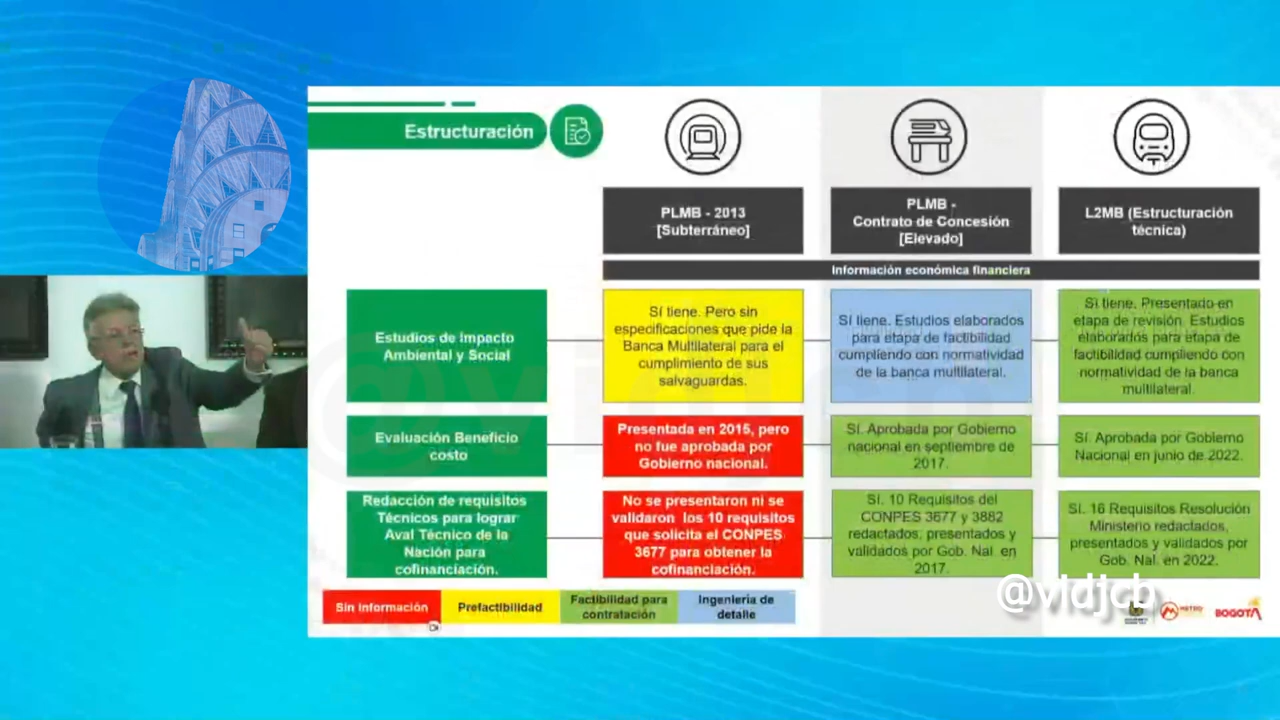 Estructuración
PLMB - 2013
[Subterráneo]
PLMB -
Contrato de Concesión
[Elevado]
L2MB (Estructuración
técnica)
Información económica financiera
Estudios de Impacto
Ambiental y Social
Sí tiene. Pero sin
especificaciones que pide la
Banca Multilateral para el
cumplimiento de sus
salvaguardas.
Sí tiene. Estudios elaborados
para etapa de factibilidad
cumpliendo con normatividad
de la banca multilateral.
Sí tiene. Presentado en
etapa de revisión. Estudios
elaborados para etapa de
factibilidad cumpliendo con
normatividad de la banca
multilateral.
Evaluación Beneficio
costo
Presentada en 2015, pero
no fue aprobada por
Gobierno nacional.
Sí. Aprobada por Gobierno
nacional en septiembre de
2017.
Sí. Aprobada por Gobierno
Nacional en junio de 2022.
Redacción de requisitos
Técnicos para lograr
Aval Técnico de la
Nación para
cofinanciación.
No se presentaron ni se
validaron los 10 requisitos
que solicita el CONPES
3677 para obtener la
cofinanciación.
Sí. 10 Requisitos del
CONPES 3677 y 3882
redactados, presentados y
validados por Gob. Nal. en
2017.
Sí. 16 Requisitos Resolución
Ministerio redactados,
presentados y validados por
Gob. Nal. en 2022.
Sin información
Prefactibilidad
Factibilidad para
contratación
Ingeniería de
detalle
@vidjcb
METRO
BOGOTÁ